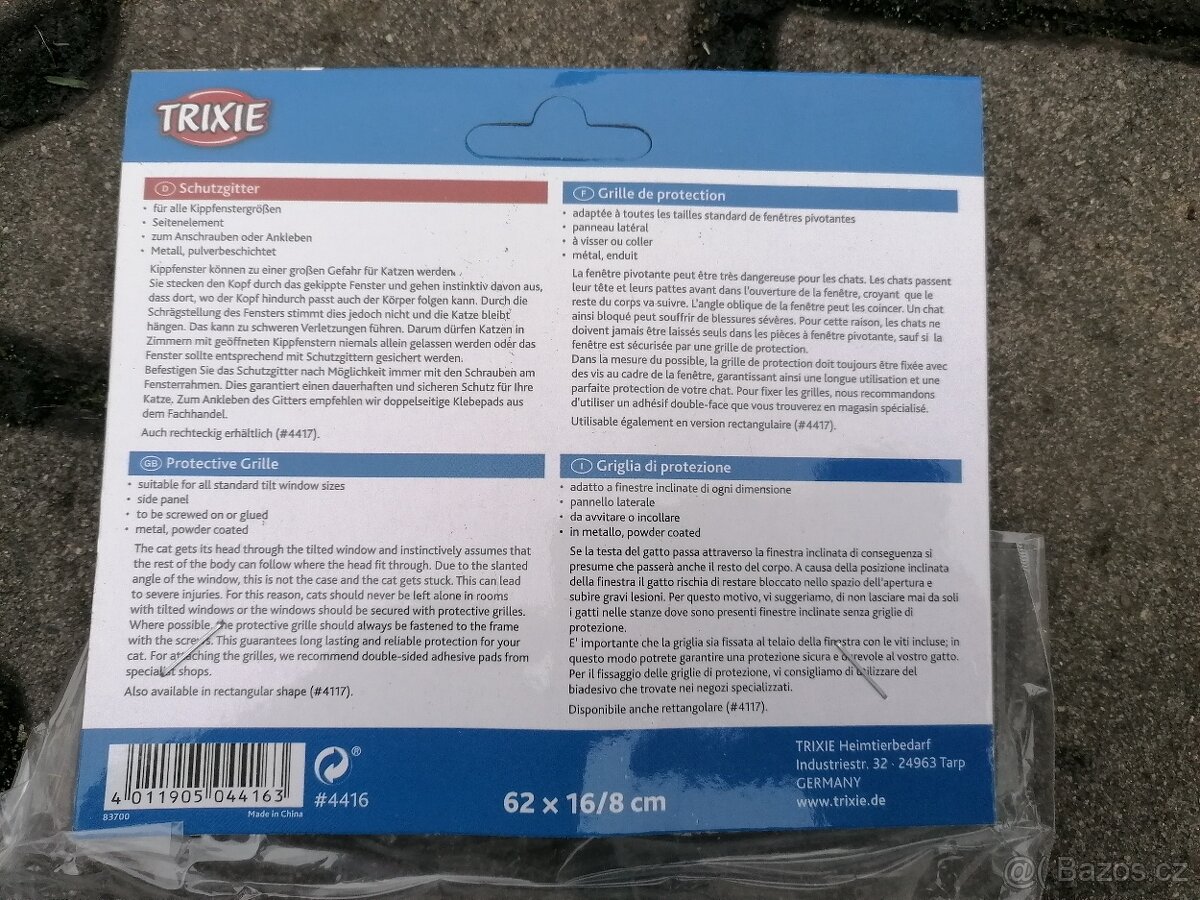 TRIXIE
D Schutzgitter
• für alle Kippfenstergrößen
• Seitenelement
• zum Anschrauben oder Ankleben
• Metall, pulverbeschichtet
Kippfenster können zu einer großen Gefahr für Katzen werden.
Sie stecken den Kopf durch das gekippte Fenster und gehen instinktiv davon aus,
dass dort, wo der Kopf hindurch passt auch der Körper folgen kann. Durch die
Schrägstellung des Fensters stimmt dies jedoch nicht und die Katze bleibt
hängen. Das kann zu schweren Verletzungen führen. Darum dürfen Katzen in
Zimmern mit geöffneten Kippfenstern niemals allein gelassen werden oder das
Fenster sollte entsprechend mit Schutzgittern gesichert werden.
Befestigen Sie das Schutzgitter nach Möglichkeit immer mit den Schrauben am
Fensterrahmen. Dies garantiert einen dauerhaften und sicheren Schutz für Ihre
Katze. Zum Ankleben des Gitters empfehlen wir doppelseitige Klebepads aus
dem Fachhandel.
Auch rechteckig erhältlich (#4417).
F Grille de protection
• adaptée à toutes les tailles standard de fenêtres pivotantes
• panneau latéral
• à visser ou coller
• métal, enduit
La fenêtre pivotante peut être très dangereuse pour les chats. Les chats passent
leur tête et leurs pattes avant dans l'ouverture de la fenêtre, croyant que le
reste du corps va suivre. L'angle oblique de la fenêtre peut les coincer. Un chat
ainsi bloqué peut souffrir de blessures sévères. Pour cette raison, les chats ne
doivent jamais être laissés seuls dans les pièces à fenêtre pivotante, sauf si la
fenêtre est sécurisée par une grille de protection.
Dans la mesure du possible, la grille de protection doit toujours être fixée avec
des vis au cadre de la fenêtre, garantissant ainsi une longue utilisation et une
parfaite protection de votre chat. Pour fixer les grilles, nous recommandons
d'utiliser un adhésif double-face que vous trouverez en magasin spécialisé.
Utilisable également en version rectangulaire (#4417).
GB Protective Grille
• suitable for all standard tilt window sizes
• side panel
• to be screwed on or glued
• metal, powder coated
The cat gets its head through the tilted window and instinctively assumes that
the rest of the body can follow where the head fit through. Due to the slanted
angle of the window, this is not the case and the cat gets stuck. This can lead
to severe injuries. For this reason, cats should never be left alone in rooms
with tilted windows or the windows should be secured with protective grilles.
Where possible, the protective grille should always be fastened to the frame
with the screws. This guarantees long lasting and reliable protection for your
cat. For attaching the grilles, we recommend double-sided adhesive pads from
specialist shops.
Also available in rectangular shape (#4117).
I Griglia di protezione
• adatto a finestre inclinate di ogni dimensione
• pannello laterale
• da avvitare o incollare
• in metallo, powder coated
Se la testa del gatto passa attraverso la finestra inclinata di conseguenza si
presume che passerà anche il resto del corpo. A causa della posizione inclinata
della finestra il gatto rischia di restare bloccato nello spazio dell'apertura e
subire gravi lesioni. Per questo motivo, vi suggeriamo, di non lasciare mai da soli
i gatti nelle stanze dove sono presenti finestre inclinate senza griglie di
protezione.
E' importante che la griglia sia fissata al telaio della finestra con le viti incluse; in
questo modo potrete garantire una protezione sicura e durevole al vostro gatto.
Per il fissaggio delle griglie di protezione, vi consigliamo di utilizzare del
biadesivo che trovate nei negozi specializzati.
Disponibile anche rettangolare (#4117).
4 011905 044163
83700
Made in China
®
#4416
62 x 16/8 cm
TRIXIE Heimtierbedarf
Industriestr. 32 · 24963 Tarp
GERMANY
www.trixie.de
@ Bazoš.cz